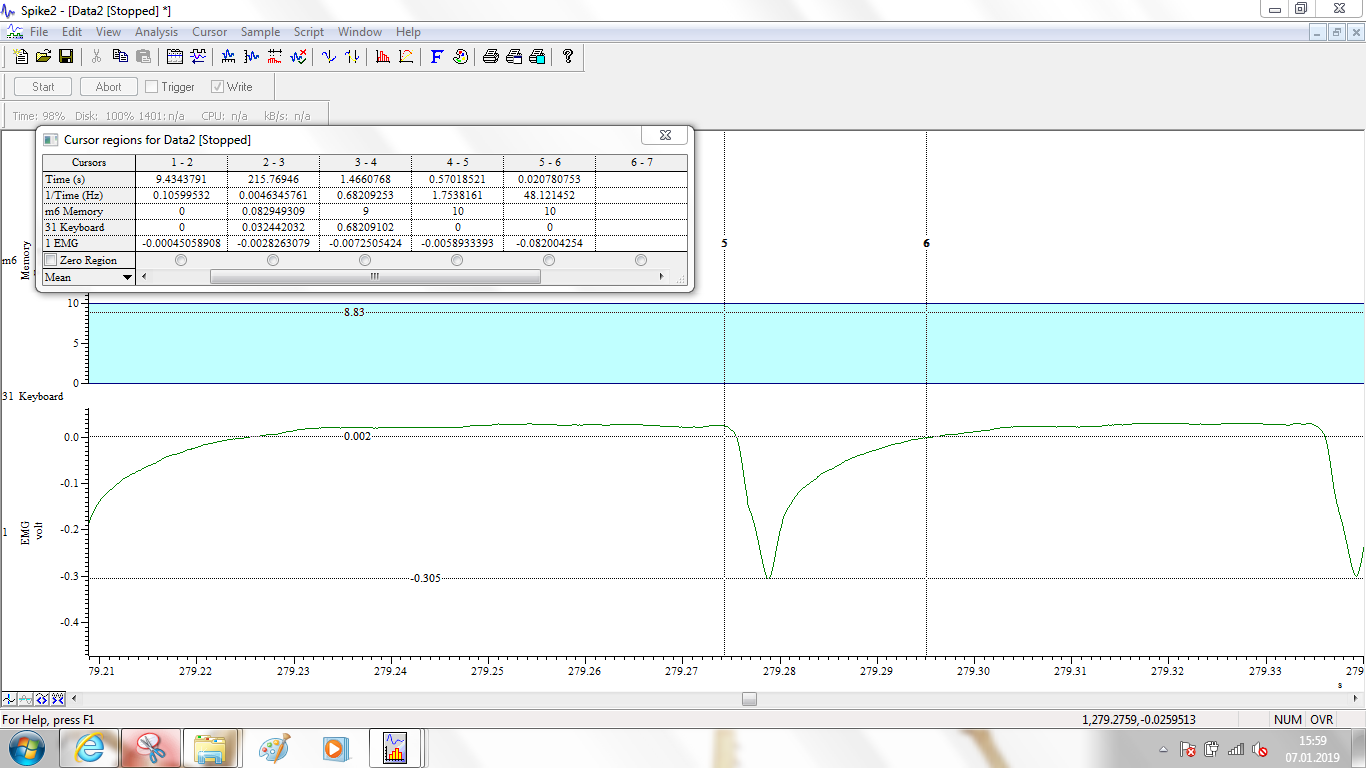 Spike2 - [Data2 [Stopped] *]
File Edit View Analysis Cursor Sample Script Window Help
Start Abort Trigger Write
Time: 98% Disk: 100% 1401: n/a CPU: n/a kB/s: n/a
Cursor regions for Data2 [Stopped]
Cursors 1 - 2 2 - 3 3 - 4 4 - 5 5 - 6 6 - 7
Time (s) 9.4343791 215.76946 1.4660768 0.57018521 0.020780753
1/Time (Hz) 0.10599532 0.0046345761 0.68209253 1.7538161 48.121452
m6 Memory 0 0.082949309 9 10 10
31 Keyboard 0 0.032442032 0.68209102 0 0
1 EMG -0.00045058908 -0.0028263079 -0.0072505424 -0.0058933393 -0.082004254
Zero Region
Mean
5 6
m6 Memory
10
8.83
5
0
31 Keyboard
0.0
0.002
-0.1
-0.2
-0.3
-0.305
-0.4
1 EMG
volt
79.21 279.22 279.23 279.24 279.25 279.26 279.27 279.28 279.29 279.30 279.31 279.32 279.33 279
s
For Help, press F1 1,279.2759,-0.0259513 NUM OVR
15:59
07.01.2019